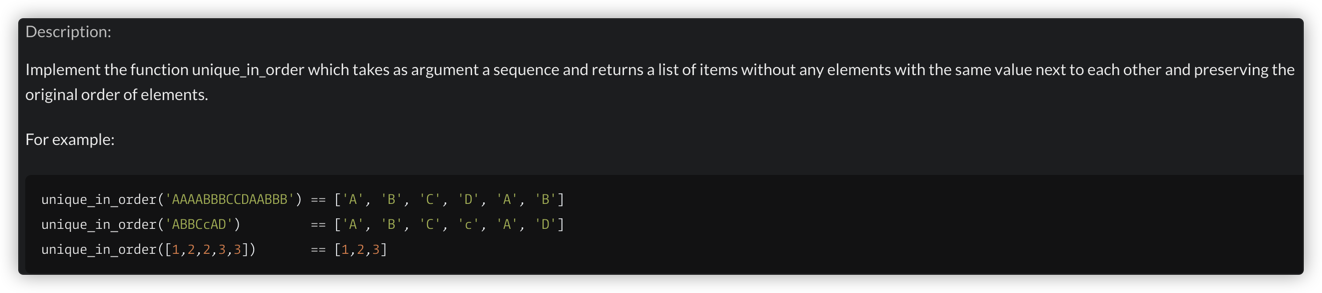 Description:
Implement the function unique_in_order which takes as argument a sequence and returns a list of items without any elements with the same value next to each other and preserving the
original order of elements.
For example:
unique_in_order('AAAABBBCCDAABBB') == ['A', 'B', 'C', 'D', 'A', 'B']
unique_in_order('ABBCcAD')         == ['A', 'B', 'C', 'c', 'A', 'D']
unique_in_order([1,2,2,3,3])       == [1,2,3]